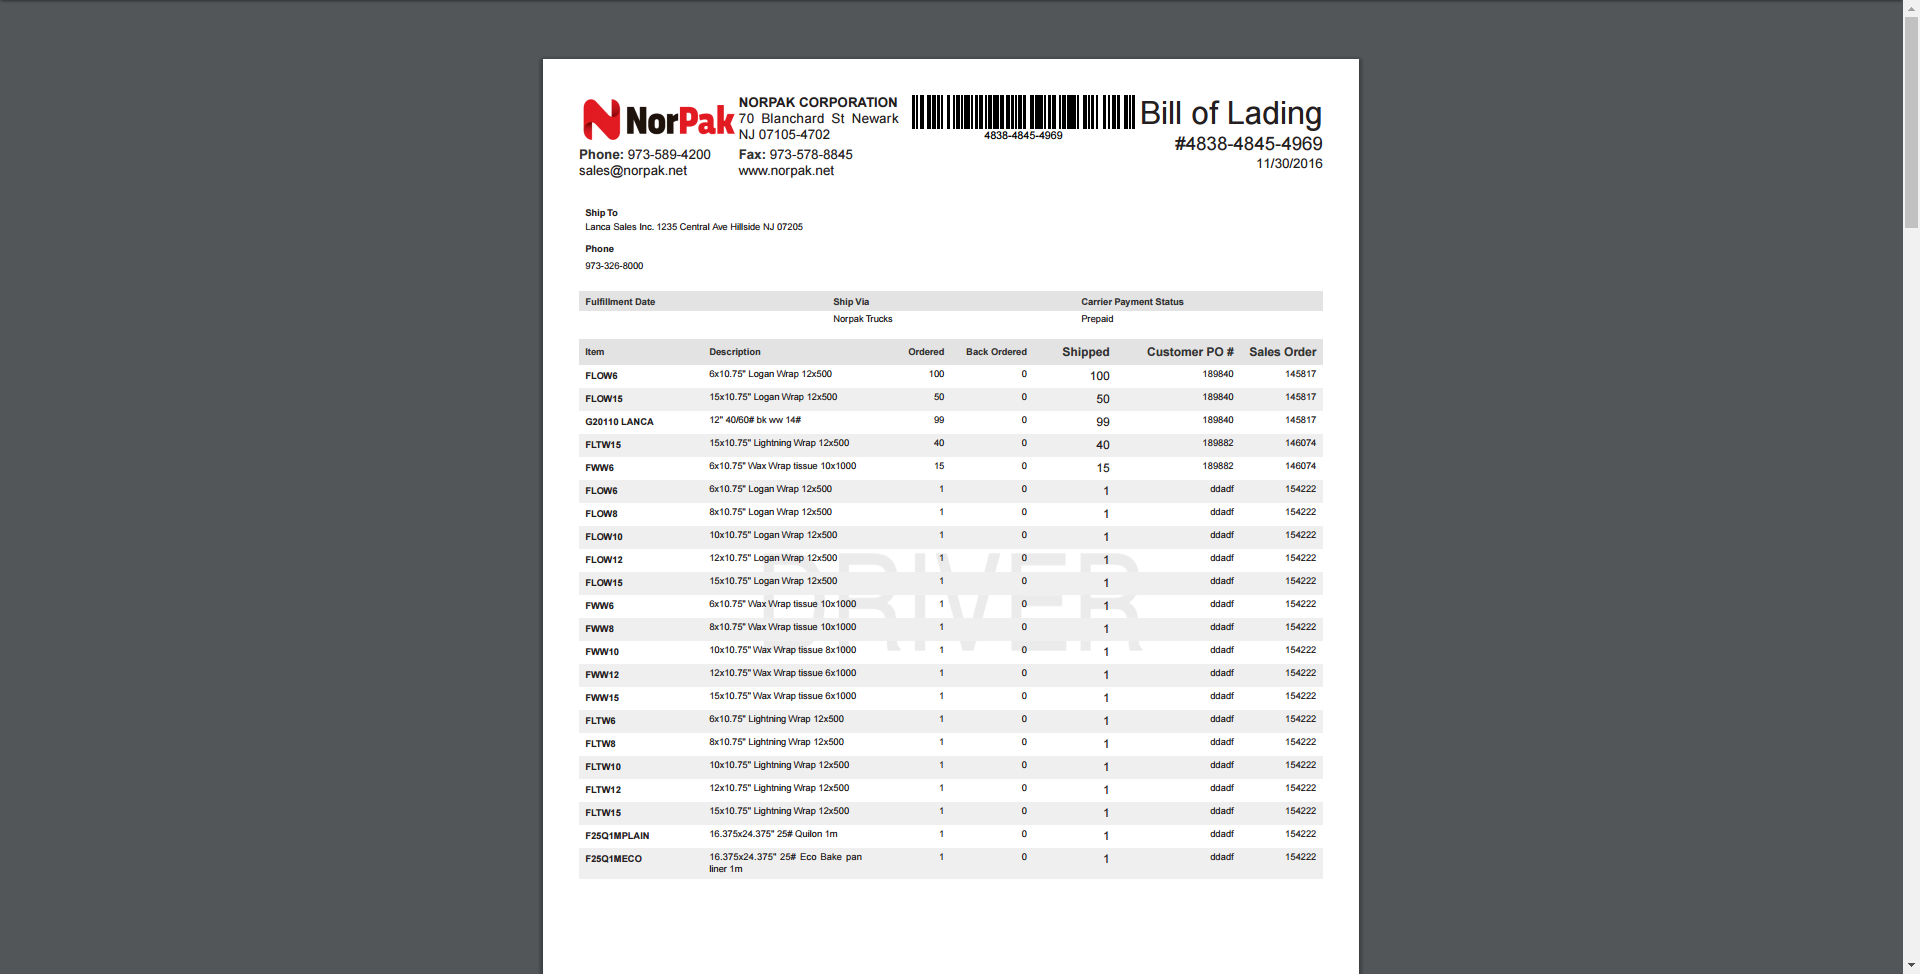 NorPak
NORPAK CORPORATION
70 Blanchard St Newark
NJ 07105-4702
Phone: 973-589-4200 Fax: 973-578-8845
sales@norpak.net www.norpak.net
4838-4845-4969
Bill of Lading
#4838-4845-4969
11/30/2016
Ship To
Lanca Sales Inc. 1235 Central Ave Hillside NJ 07205
Phone
973-326-8000
Fulfillment Date Ship Via Carrier Payment Status
Norpak Trucks Prepaid
Item Description Ordered Back Ordered Shipped Customer PO # Sales Order
FLOW6 6x10.75" Logan Wrap 12x500 100 0 100 189840 145817
FLOW15 15x10.75" Logan Wrap 12x500 50 0 50 189840 145817
G20110 LANCA 12" 40/60# bk ww 14# 99 0 99 189840 145817
FLTW15 15x10.75" Lightning Wrap 12x500 40 0 40 189882 146074
FWW6 6x10.75" Wax Wrap tissue 10x1000 15 0 15 189882 146074
FLOW6 6x10.75" Logan Wrap 12x500 1 0 1 ddadf 154222
FLOW8 8x10.75" Logan Wrap 12x500 1 0 1 ddadf 154222
FLOW10 10x10.75" Logan Wrap 12x500 1 0 1 ddadf 154222
FLOW12 12x10.75" Logan Wrap 12x500 1 0 1 ddadf 154222
FLOW15 15x10.75" Logan Wrap 12x500 1 0 1 ddadf 154222
DRIVER
FWW6 6x10.75" Wax Wrap tissue 10x1000 1 0 1 ddadf 154222
FWW8 8x10.75" Wax Wrap tissue 10x1000 1 0 1 ddadf 154222
FWW10 10x10.75" Wax Wrap tissue 8x1000 1 0 1 ddadf 154222
FWW12 12x10.75" Wax Wrap tissue 6x1000 1 0 1 ddadf 154222
FWW15 15x10.75" Wax Wrap tissue 6x1000 1 0 1 ddadf 154222
FLTW6 6x10.75" Lightning Wrap 12x500 1 0 1 ddadf 154222
FLTW8 8x10.75" Lightning Wrap 12x500 1 0 1 ddadf 154222
FLTW10 10x10.75" Lightning Wrap 12x500 1 0 1 ddadf 154222
FLTW12 12x10.75" Lightning Wrap 12x500 1 0 1 ddadf 154222
FLTW15 15x10.75" Lightning Wrap 12x500 1 0 1 ddadf 154222
F25Q1MPLAIN 16.375x24.375" 25# Quilon 1m 1 0 1 ddadf 154222
F25Q1MECO 16.375x24.375" 25# Eco Bake pan 1 0 1 ddadf 154222
liner 1m